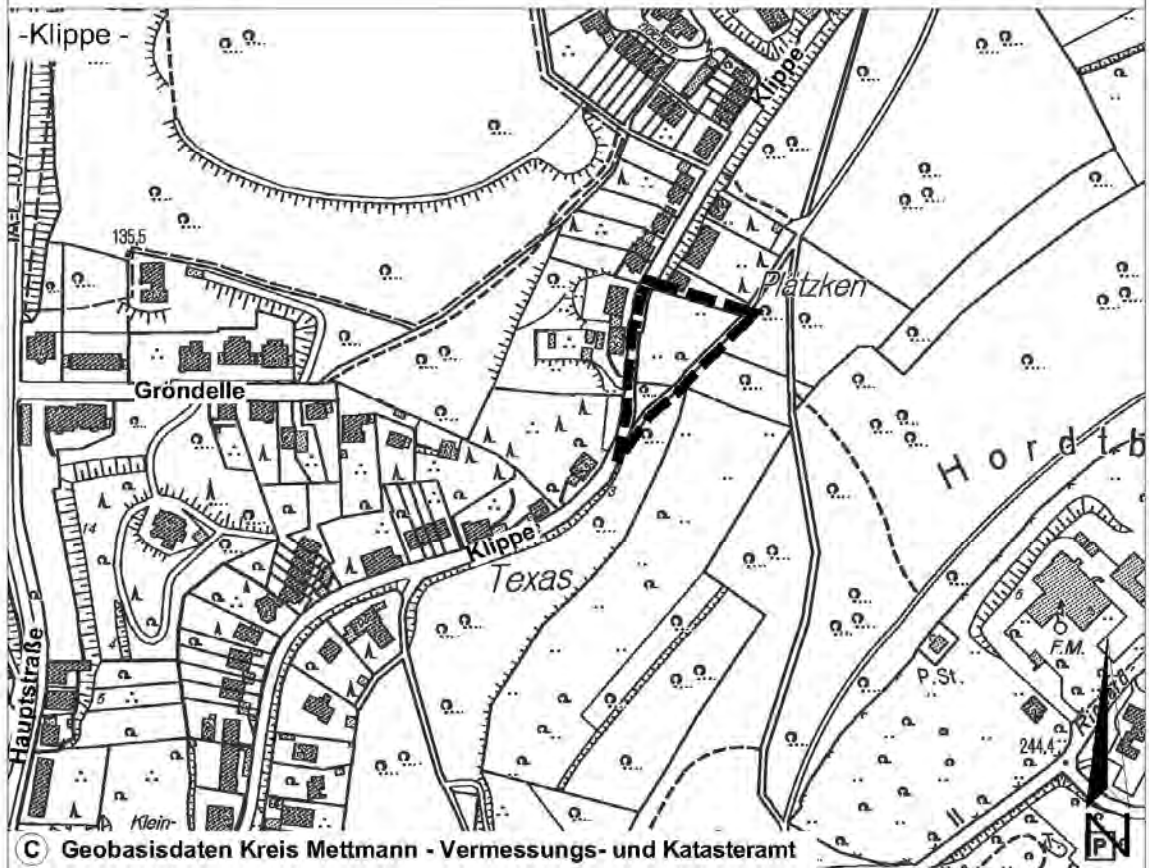 -Klippe -
Klippe
135,5
Plätzken
Gröndelle
Hordtb
Klippe
14
Texas
6
F.M.
P.St.
Hauptstraße
5
244,4
Klein-
N
P
© Geobasisdaten Kreis Mettmann - Vermessungs- und Katasteramt